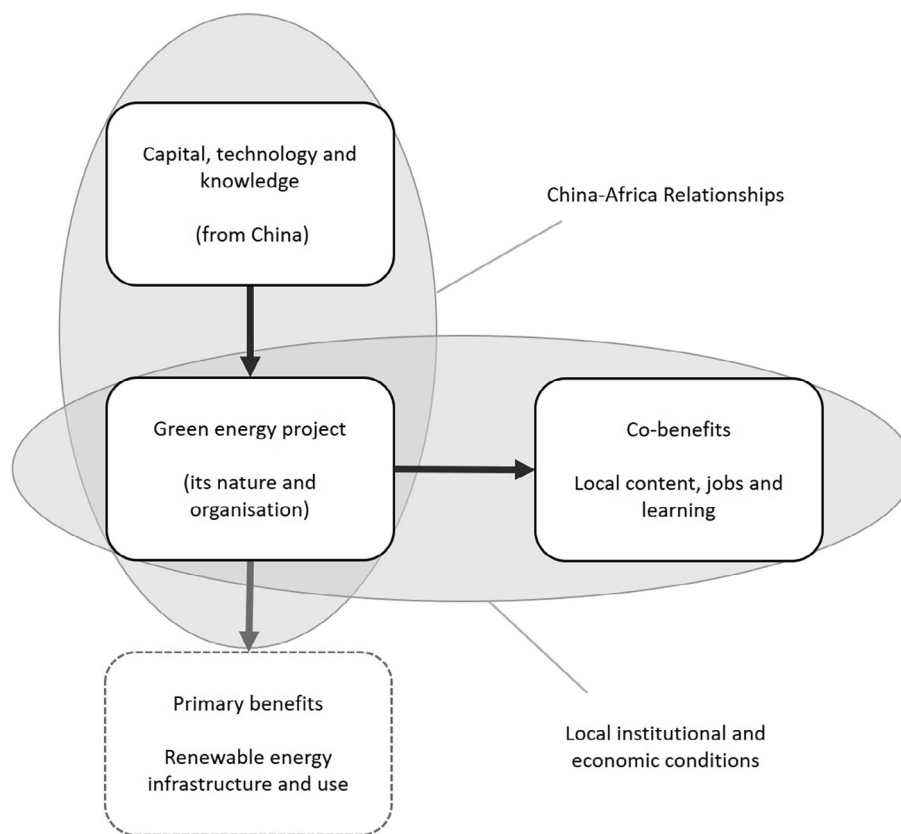 Capital, technology and
knowledge
(from China)
China-Africa Relationships
Green energy project
(its nature and
organisation)
Co-benefits
Local content, jobs and
learning
Primary benefits
Renewable energy
infrastructure and use
Local institutional and
economic conditions